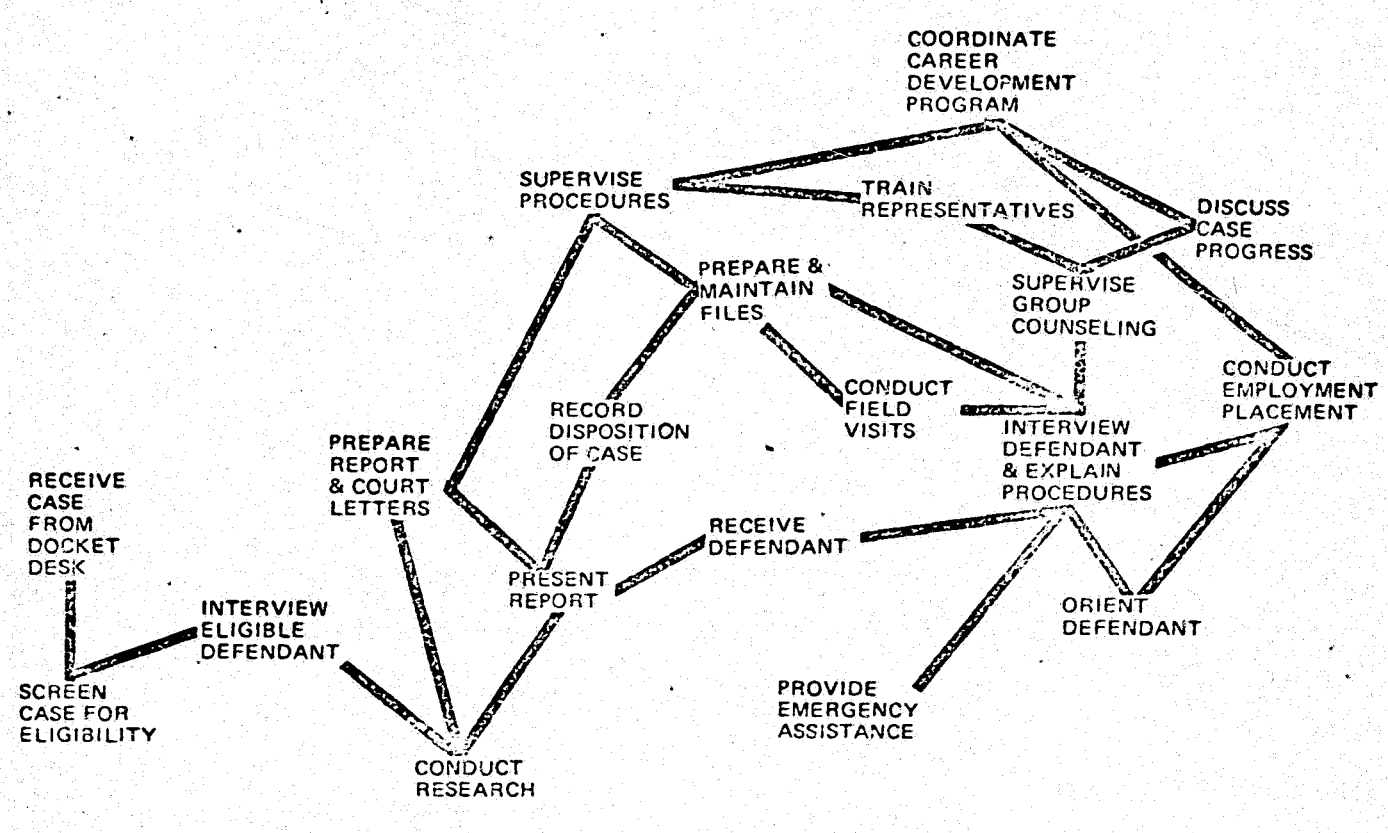 COORDINATE
CAREER
DEVELOPMENT
PROGRAM
SUPERVISE
PROCEDURES
TRAIN
REPRESENTATIVES
DISCUSS
CASE
PROGRESS
PREPARE &
MAINTAIN
FILES
SUPERVISE
GROUP
COUNSELING
CONDUCT
EMPLOYMENT
PLACEMENT
CONDUCT
FIELD
VISITS
RECORD
DISPOSITION
OF CASE
INTERVIEW
DEFENDANT
& EXPLAIN
PROCEDURES
PREPARE
REPORT
& COURT
LETTERS
RECEIVE
CASE
FROM
DOCKET
DESK
RECEIVE
DEFENDANT
PRESENT
REPORT
INTERVIEW
ELIGIBLE
DEFENDANT
ORIENT
DEFENDANT
SCREEN
CASE FOR
ELIGIBILITY
PROVIDE
EMERGENCY
ASSISTANCE
CONDUCT
RESEARCH